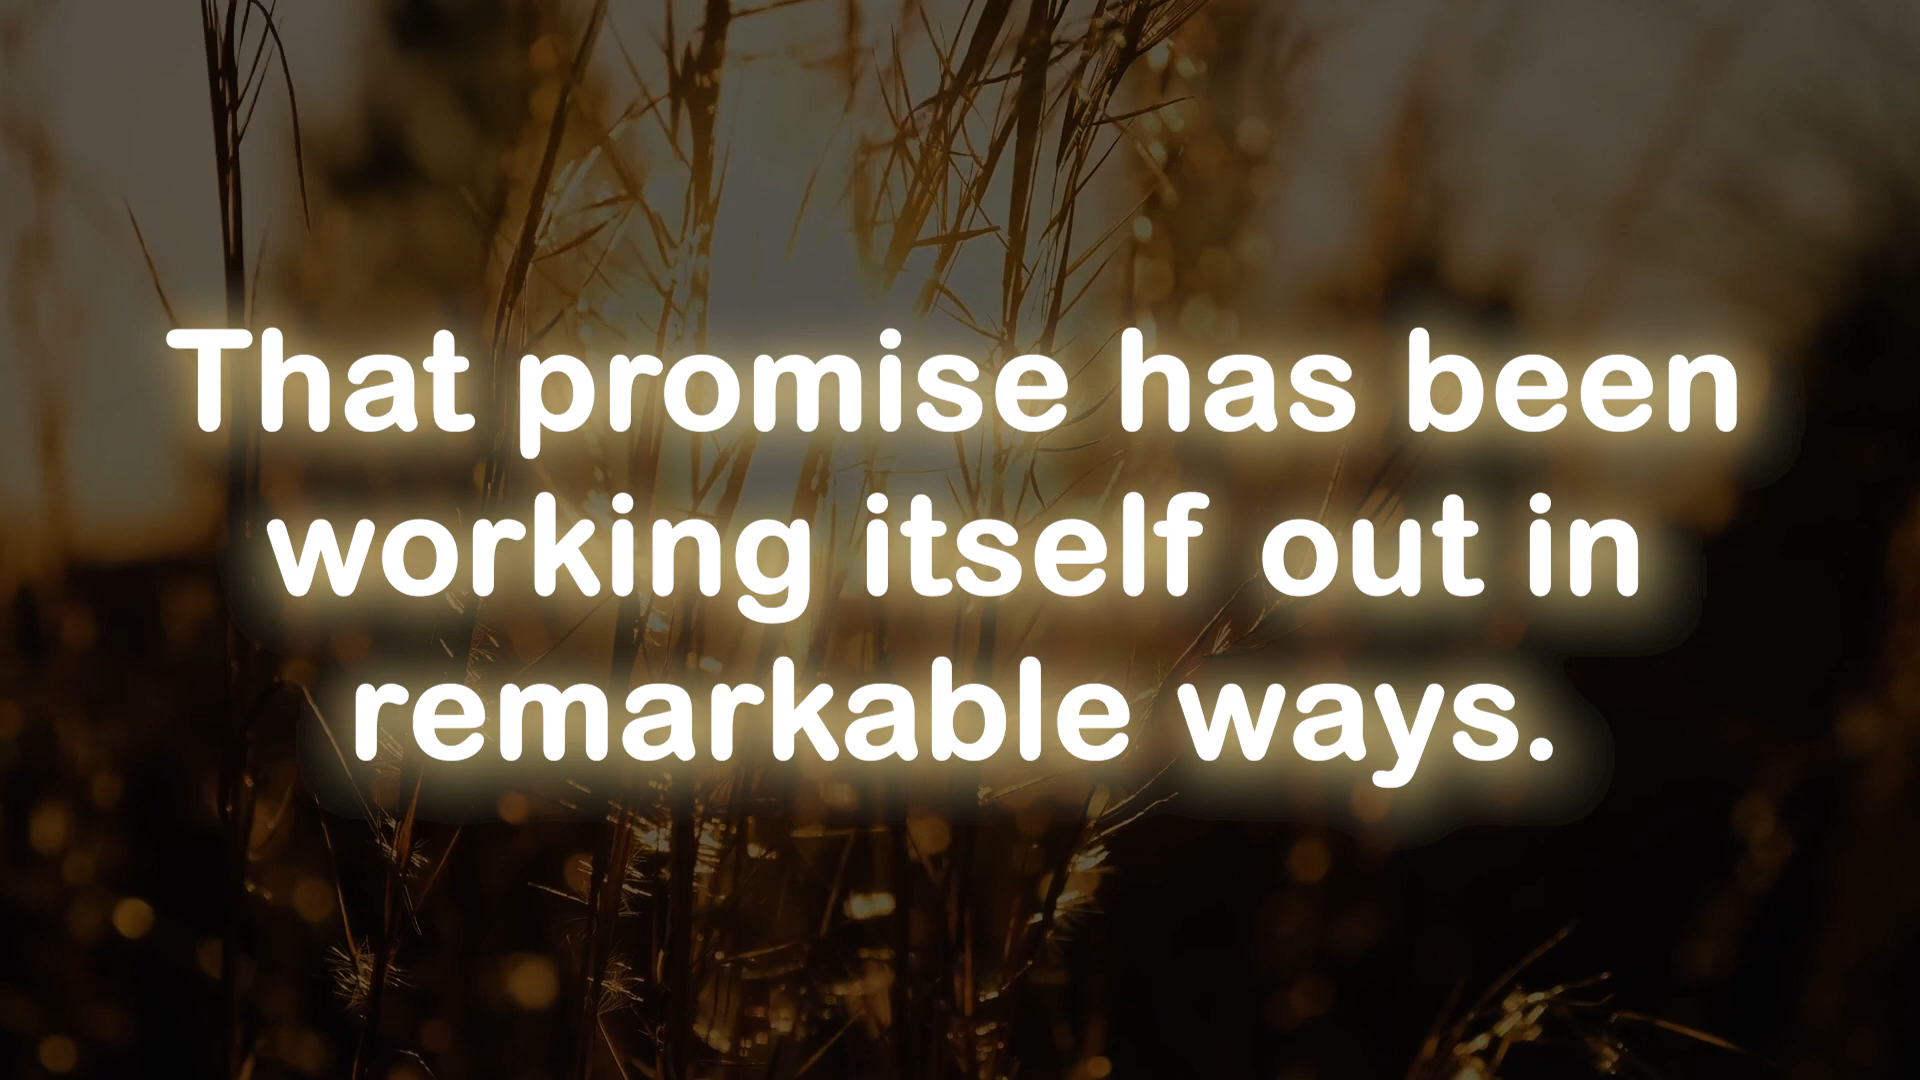 That promise has been
working itself out in
remarkable ways.